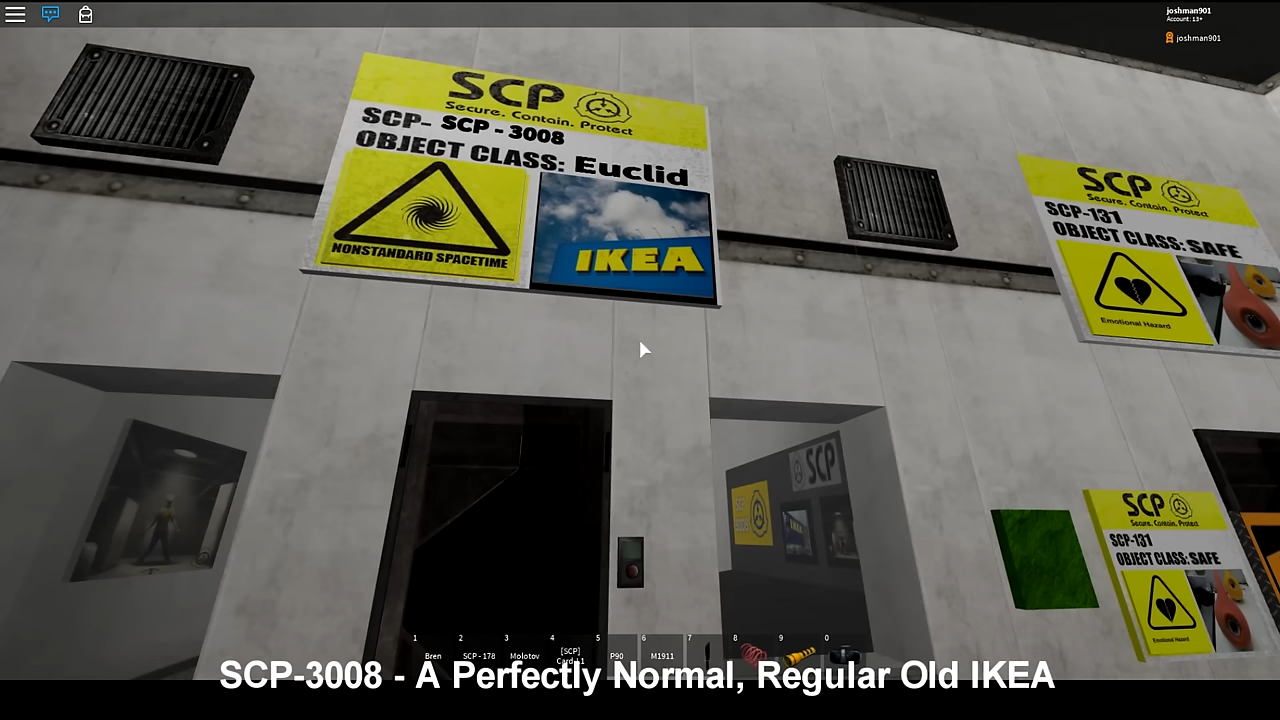 joshman901
Account: 13+
joshman901
SCP
Secure. Contain. Protect
SCP- SCP - 3008
OBJECT CLASS: Euclid
NONSTANDARD SPACETIME
IKEA
SCP
Secure. Contain. Protect
SCP-131
OBJECT CLASS: SAFE
Emotional Hazard
SCP
IKEA
SCP
Secure. Contain. Protect
SCP-131
OBJECT CLASS: SAFE
Emotional Hazard
1 2 3 4 5 6 7 8 9 0
Bren SCP - 178 Molotov [SCP] P90 M1911
SCP-3008 - A Perfectly Normal, Regular Old IKEA